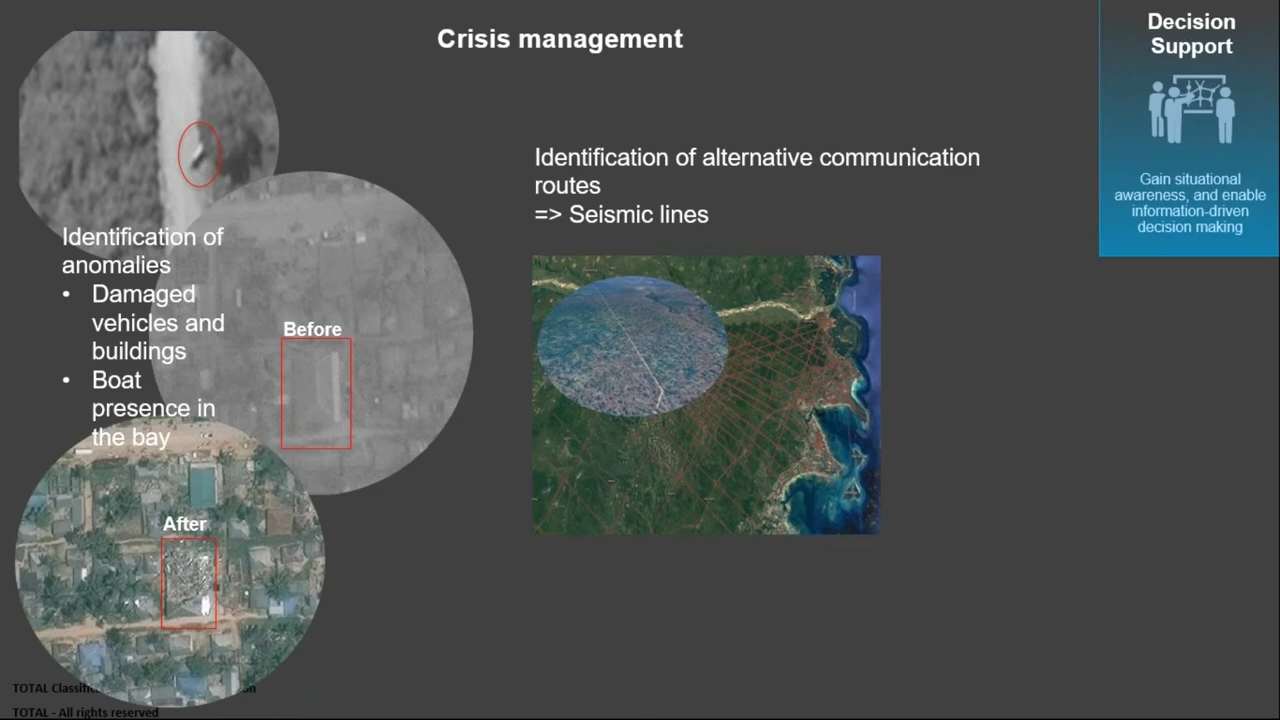 Crisis management
Decision
Support
Gain situational
awareness, and enable
information-driven
decision making
Identification of alternative communication
routes
=> Seismic lines
Identification of
anomalies
• Damaged
vehicles and
buildings
• Boat
presence in
the bay
Before
After
TOTAL
TOTAL - All rights reserved